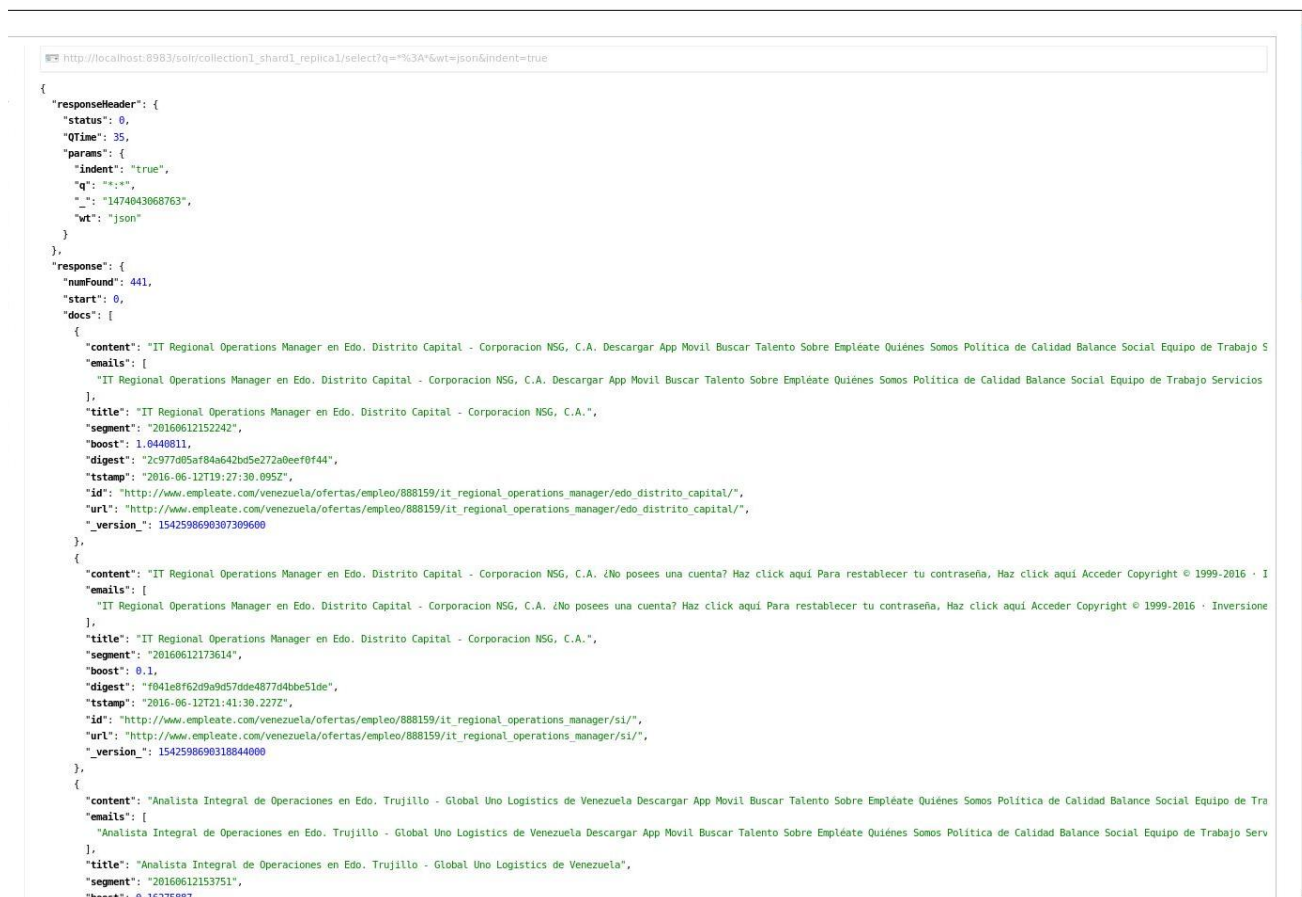 http://localhost:8983/solr/collection1_shard1_replica1/select?q=*%3A*&wt=json&indent=true
{
"responseHeader": {
"status": 0,
"QTime": 35,
"params": {
"indent": "true",
"q": "*:*",
"_": "1474043068763",
"wt": "json"
}
},
"response": {
"numFound": 441,
"start": 0,
"docs": [
{
"content": "IT Regional Operations Manager en Edo. Distrito Capital - Corporacion NSG, C.A. Descargar App Movil Buscar Talento Sobre Empléate Quiénes Somos Política de Calidad Balance Social Equipo de Trabajo S
"emails": [
"IT Regional Operations Manager en Edo. Distrito Capital - Corporacion NSG, C.A. Descargar App Movil Buscar Talento Sobre Empléate Quiénes Somos Política de Calidad Balance Social Equipo de Trabajo Servicios
],
"title": "IT Regional Operations Manager en Edo. Distrito Capital - Corporacion NSG, C.A.",
"segment": "20160612152242",
"boost": 1.0440811,
"digest": "2c977d05af84a642bd5e272a0eef0f44",
"tstamp": "2016-06-12T19:27:30.095Z",
"id": "http://www.empleate.com/venezuela/ofertas/empleo/888159/it_regional_operations_manager/edo_distrito_capital/",
"url": "http://www.empleate.com/venezuela/ofertas/empleo/888159/it_regional_operations_manager/edo_distrito_capital/",
"_version_": 1542598690307309600
},
{
"content": "IT Regional Operations Manager en Edo. Distrito Capital - Corporacion NSG, C.A. ¿No posees una cuenta? Haz click aquí Para restablecer tu contraseña, Haz click aquí Acceder Copyright © 1999-2016 · I
"emails": [
"IT Regional Operations Manager en Edo. Distrito Capital - Corporacion NSG, C.A. ¿No posees una cuenta? Haz click aquí Para restablecer tu contraseña, Haz click aquí Acceder Copyright © 1999-2016 · Inversione
],
"title": "IT Regional Operations Manager en Edo. Distrito Capital - Corporacion NSG, C.A.",
"segment": "20160612173614",
"boost": 0.1,
"digest": "f041e8f62d9a9d57dde4877d4bbe51de",
"tstamp": "2016-06-12T21:41:30.227Z",
"id": "http://www.empleate.com/venezuela/ofertas/empleo/888159/it_regional_operations_manager/si/",
"url": "http://www.empleate.com/venezuela/ofertas/empleo/888159/it_regional_operations_manager/si/",
"_version_": 1542598690318844000
},
{
"content": "Analista Integral de Operaciones en Edo. Trujillo - Global Uno Logistics de Venezuela Descargar App Movil Buscar Talento Sobre Empléate Quiénes Somos Política de Calidad Balance Social Equipo de Tra
"emails": [
"Analista Integral de Operaciones en Edo. Trujillo - Global Uno Logistics de Venezuela Descargar App Movil Buscar Talento Sobre Empléate Quiénes Somos Política de Calidad Balance Social Equipo de Trabajo Serv
],
"title": "Analista Integral de Operaciones en Edo. Trujillo - Global Uno Logistics de Venezuela",
"segment": "20160612153751",